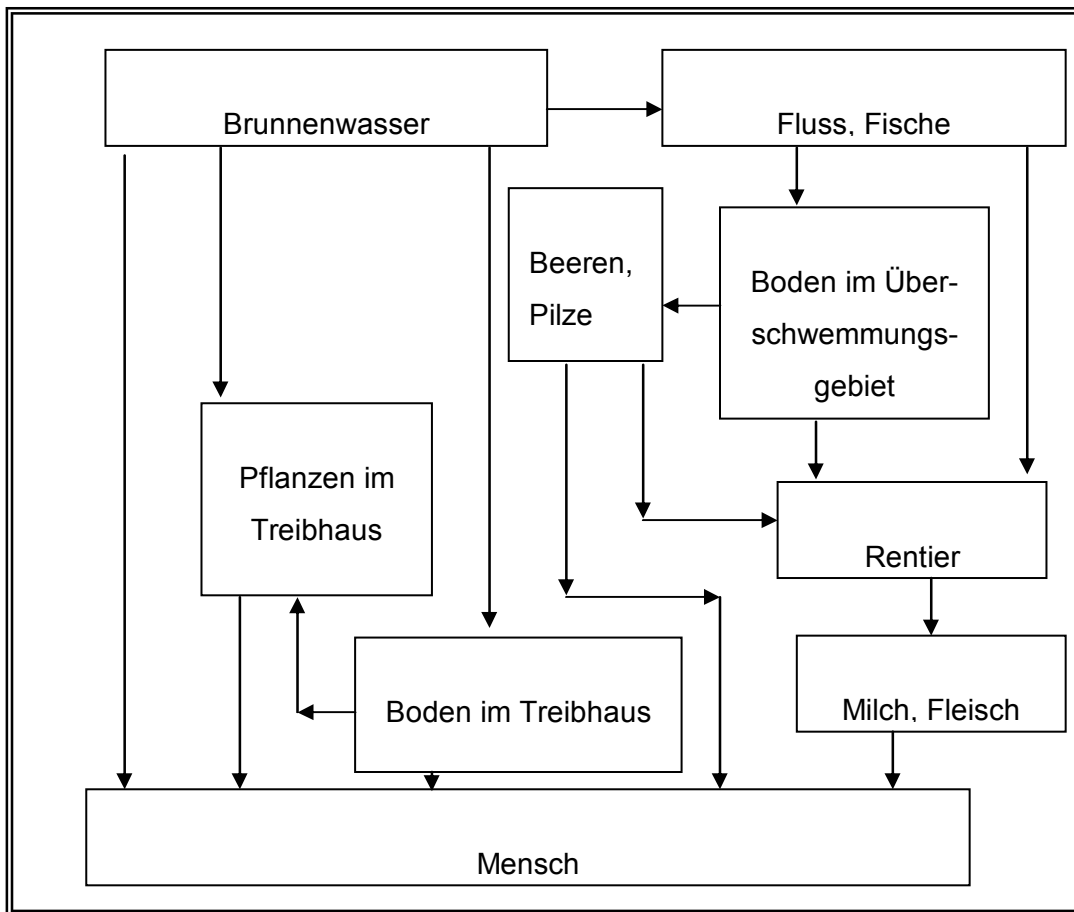 Brunnenwasser
Fluss, Fische
Beeren,
Pilze
Boden im Über-
schwemmungs-
gebiet
Pflanzen im
Treibhaus
Rentier
Boden im Treibhaus
Milch, Fleisch
Mensch